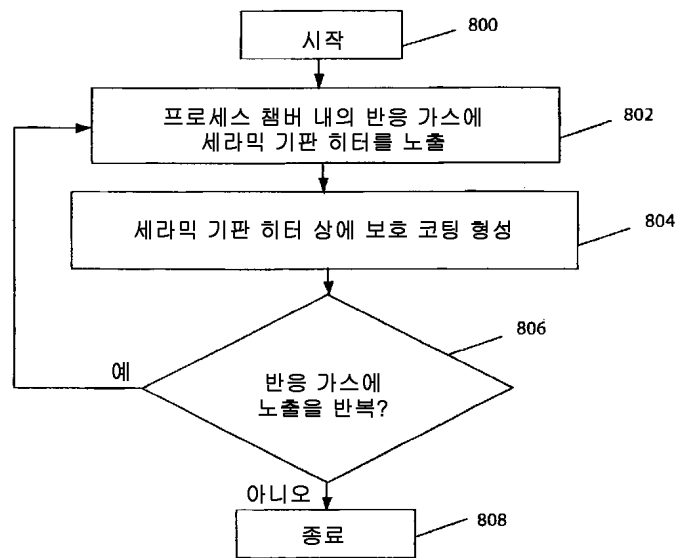 시작
800
프로세스 챔버 내의 반응 가스에
세라믹 기판 히터를 노출
802
세라믹 기판 히터 상에 보호 코팅 형성
804
806
반응 가스에
노출을 반복?
예
아니오
종료
808